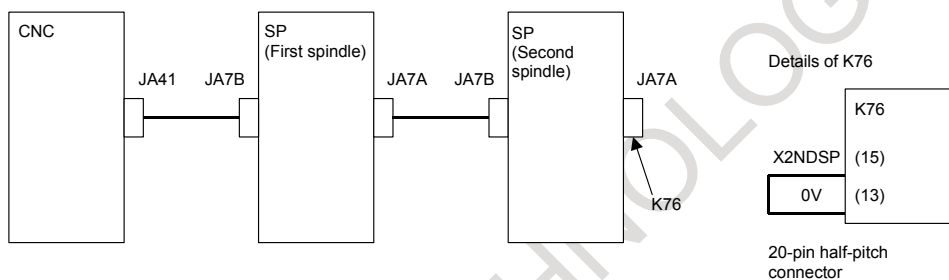 CNC
SP
(First spindle)
SP
(Second
spindle)
JA41
JA7B
JA7A
JA7B
JA7A
K76
Details of K76
K76
X2NDSP
(15)
0V
(13)
20-pin half-pitch
connector